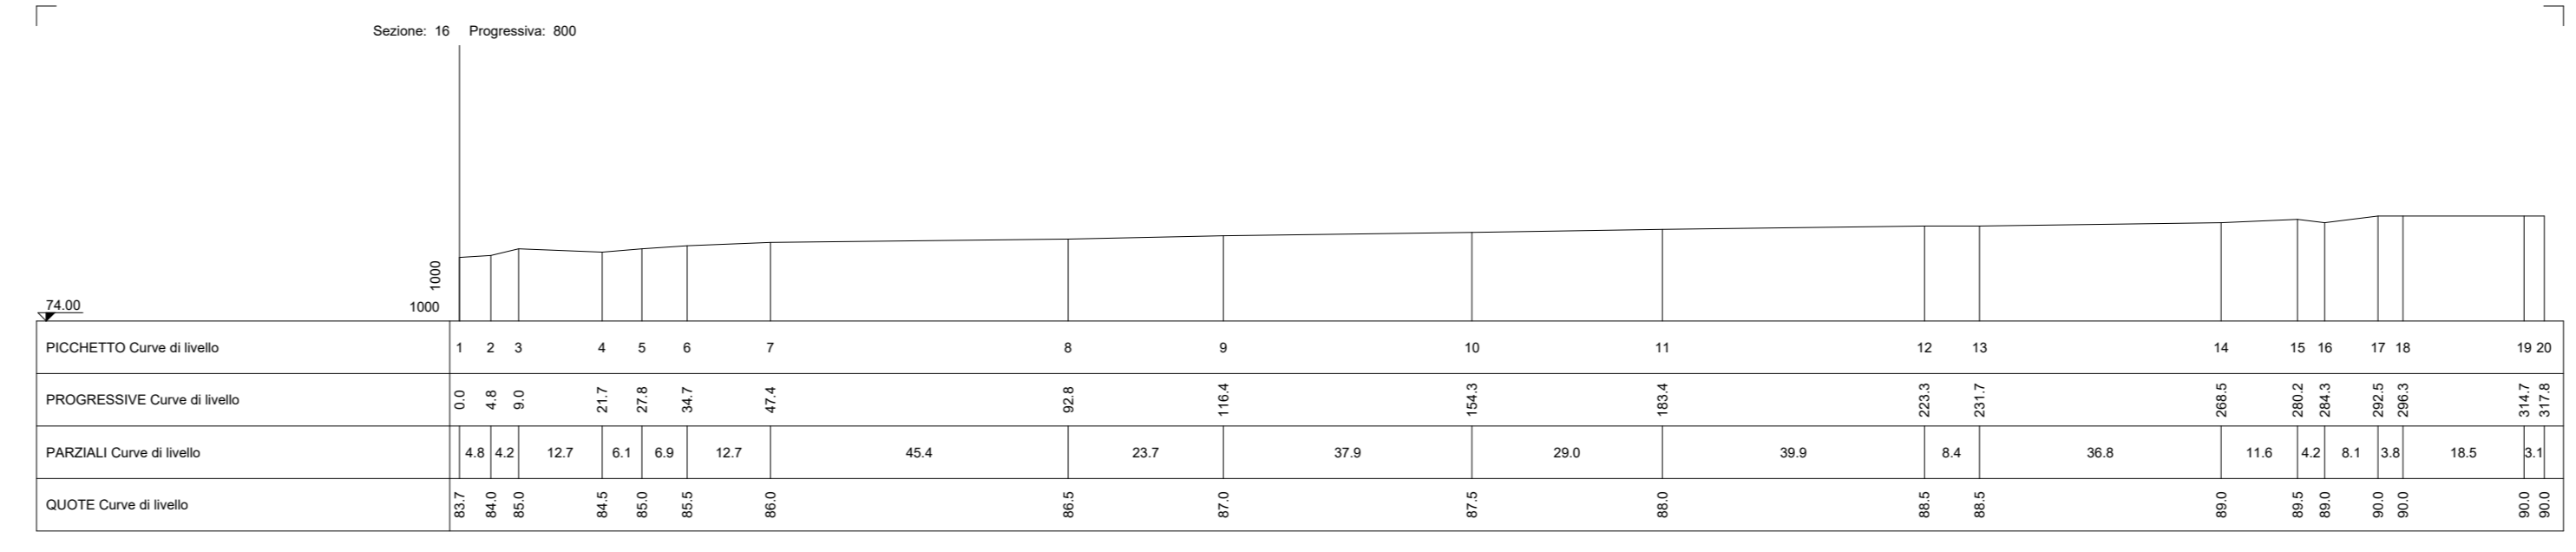 Sezione: 16 Progressiva: 800
1000
74.00
1000
PICCHETTO Curve di livello 1 2 3 4 5 6 7 8 9 10 11 12 13 14 15 16 17 18 19 20
PROGRESSIVE Curve di livello 0.0 4.8 9.0 21.7 27.8 34.7 47.4 92.8 116.4 154.3 183.4 223.3 231.7 268.5 280.2 284.3 292.5 296.3 314.7 317.8
PARZIALI Curve di livello 4.8 4.2 12.7 6.1 6.9 12.7 45.4 23.7 37.9 29.0 39.9 8.4 36.8 11.6 4.2 8.1 3.8 18.5 3.1
QUOTE Curve di livello 83.7 84.0 85.0 84.5 85.0 85.5 86.0 86.5 87.0 87.5 88.0 88.5 88.5 89.0 89.5 89.0 90.0 90.0 90.0 90.0